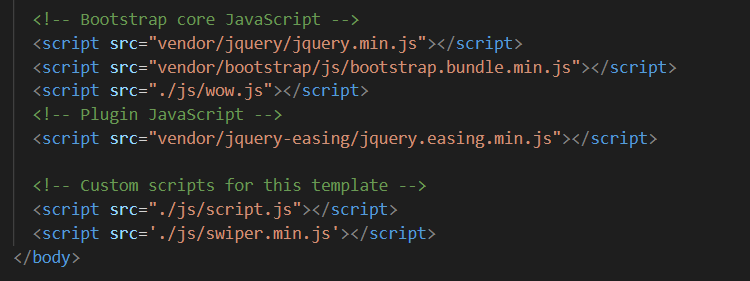 <!-- Bootstrap core JavaScript -->
<script src="vendor/jquery/jquery.min.js"></script>
<script src="vendor/bootstrap/js/bootstrap.bundle.min.js"></script>
<script src="./js/wow.js"></script>
<!-- Plugin JavaScript -->
<script src="vendor/jquery-easing/jquery.easing.min.js"></script>
<!-- Custom scripts for this template -->
<script src="./js/script.js"></script>
<script src='./js/swiper.min.js'></script>
</body>